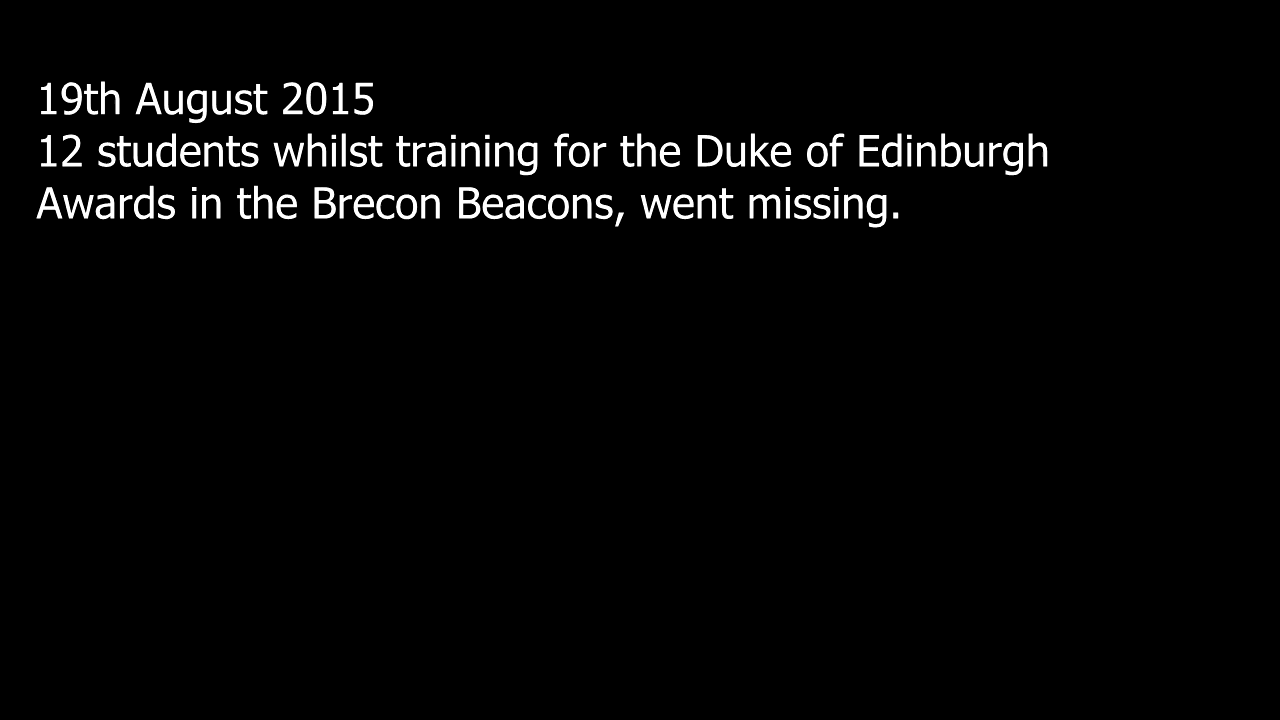 19th August 2015
12 students whilst training for the Duke of Edinburgh
Awards in the Brecon Beacons, went missing.